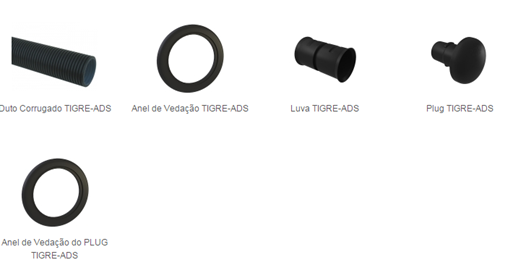 Duto Corrugado TIGRE-ADS
Anel de Vedação TIGRE-ADS
Luva TIGRE-ADS
Plug TIGRE-ADS
Anel de Vedação do PLUG
TIGRE-ADS